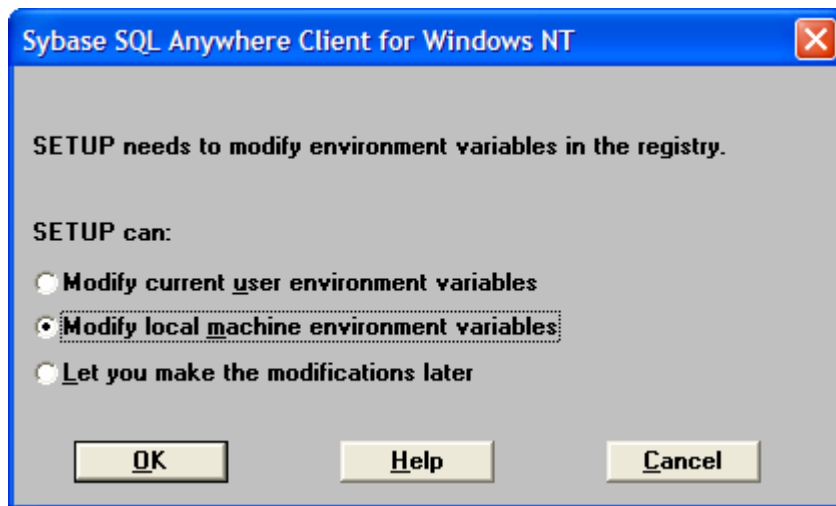 Sybase SQL Anywhere Client for Windows NT
SETUP needs to modify environment variables in the registry.
SETUP can:
Modify current user environment variables
Modify local machine environment variables
Let you make the modifications later
OK Help Cancel